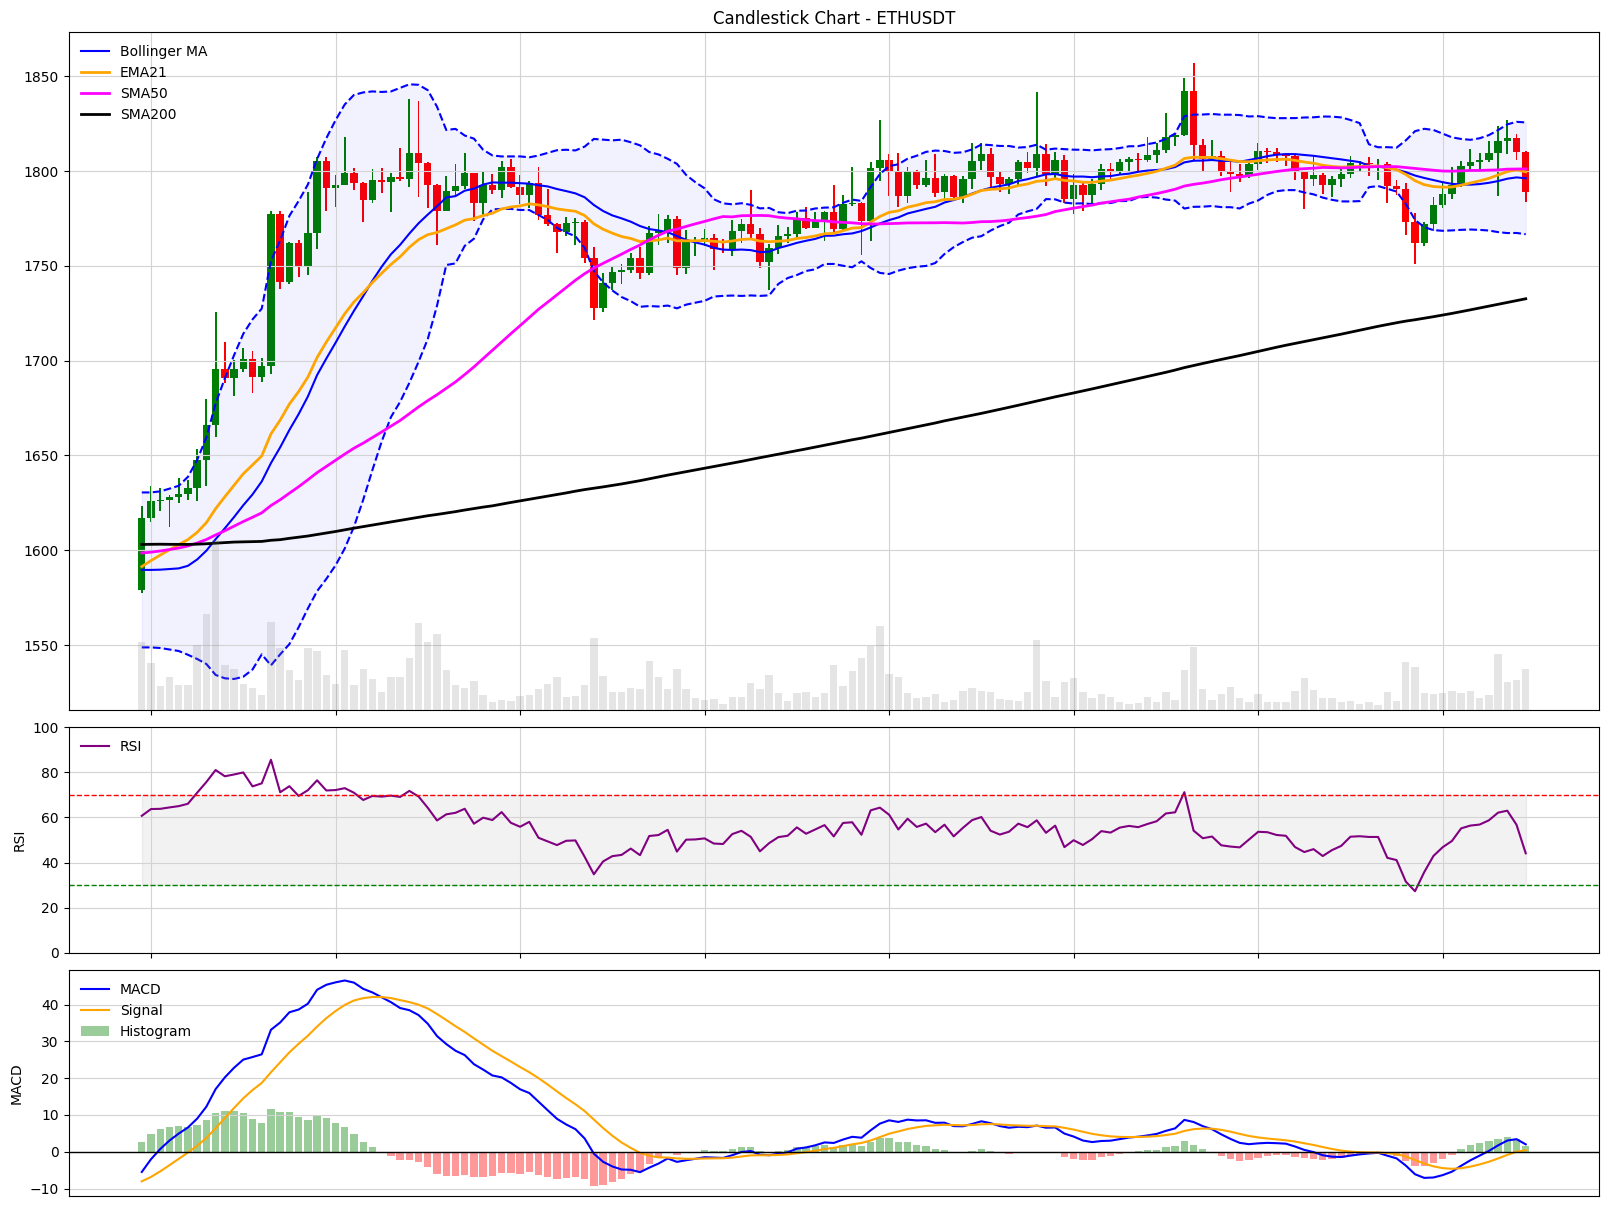 Candlestick Chart - ETHUSDT
Bollinger MA
EMA21
SMA50
SMA200
1850
1800
1750
1700
1650
1600
1550
RSI
RSI
100
80
60
40
20
0
MACD
Signal
Histogram
MACD
40
30
20
10
0
−10